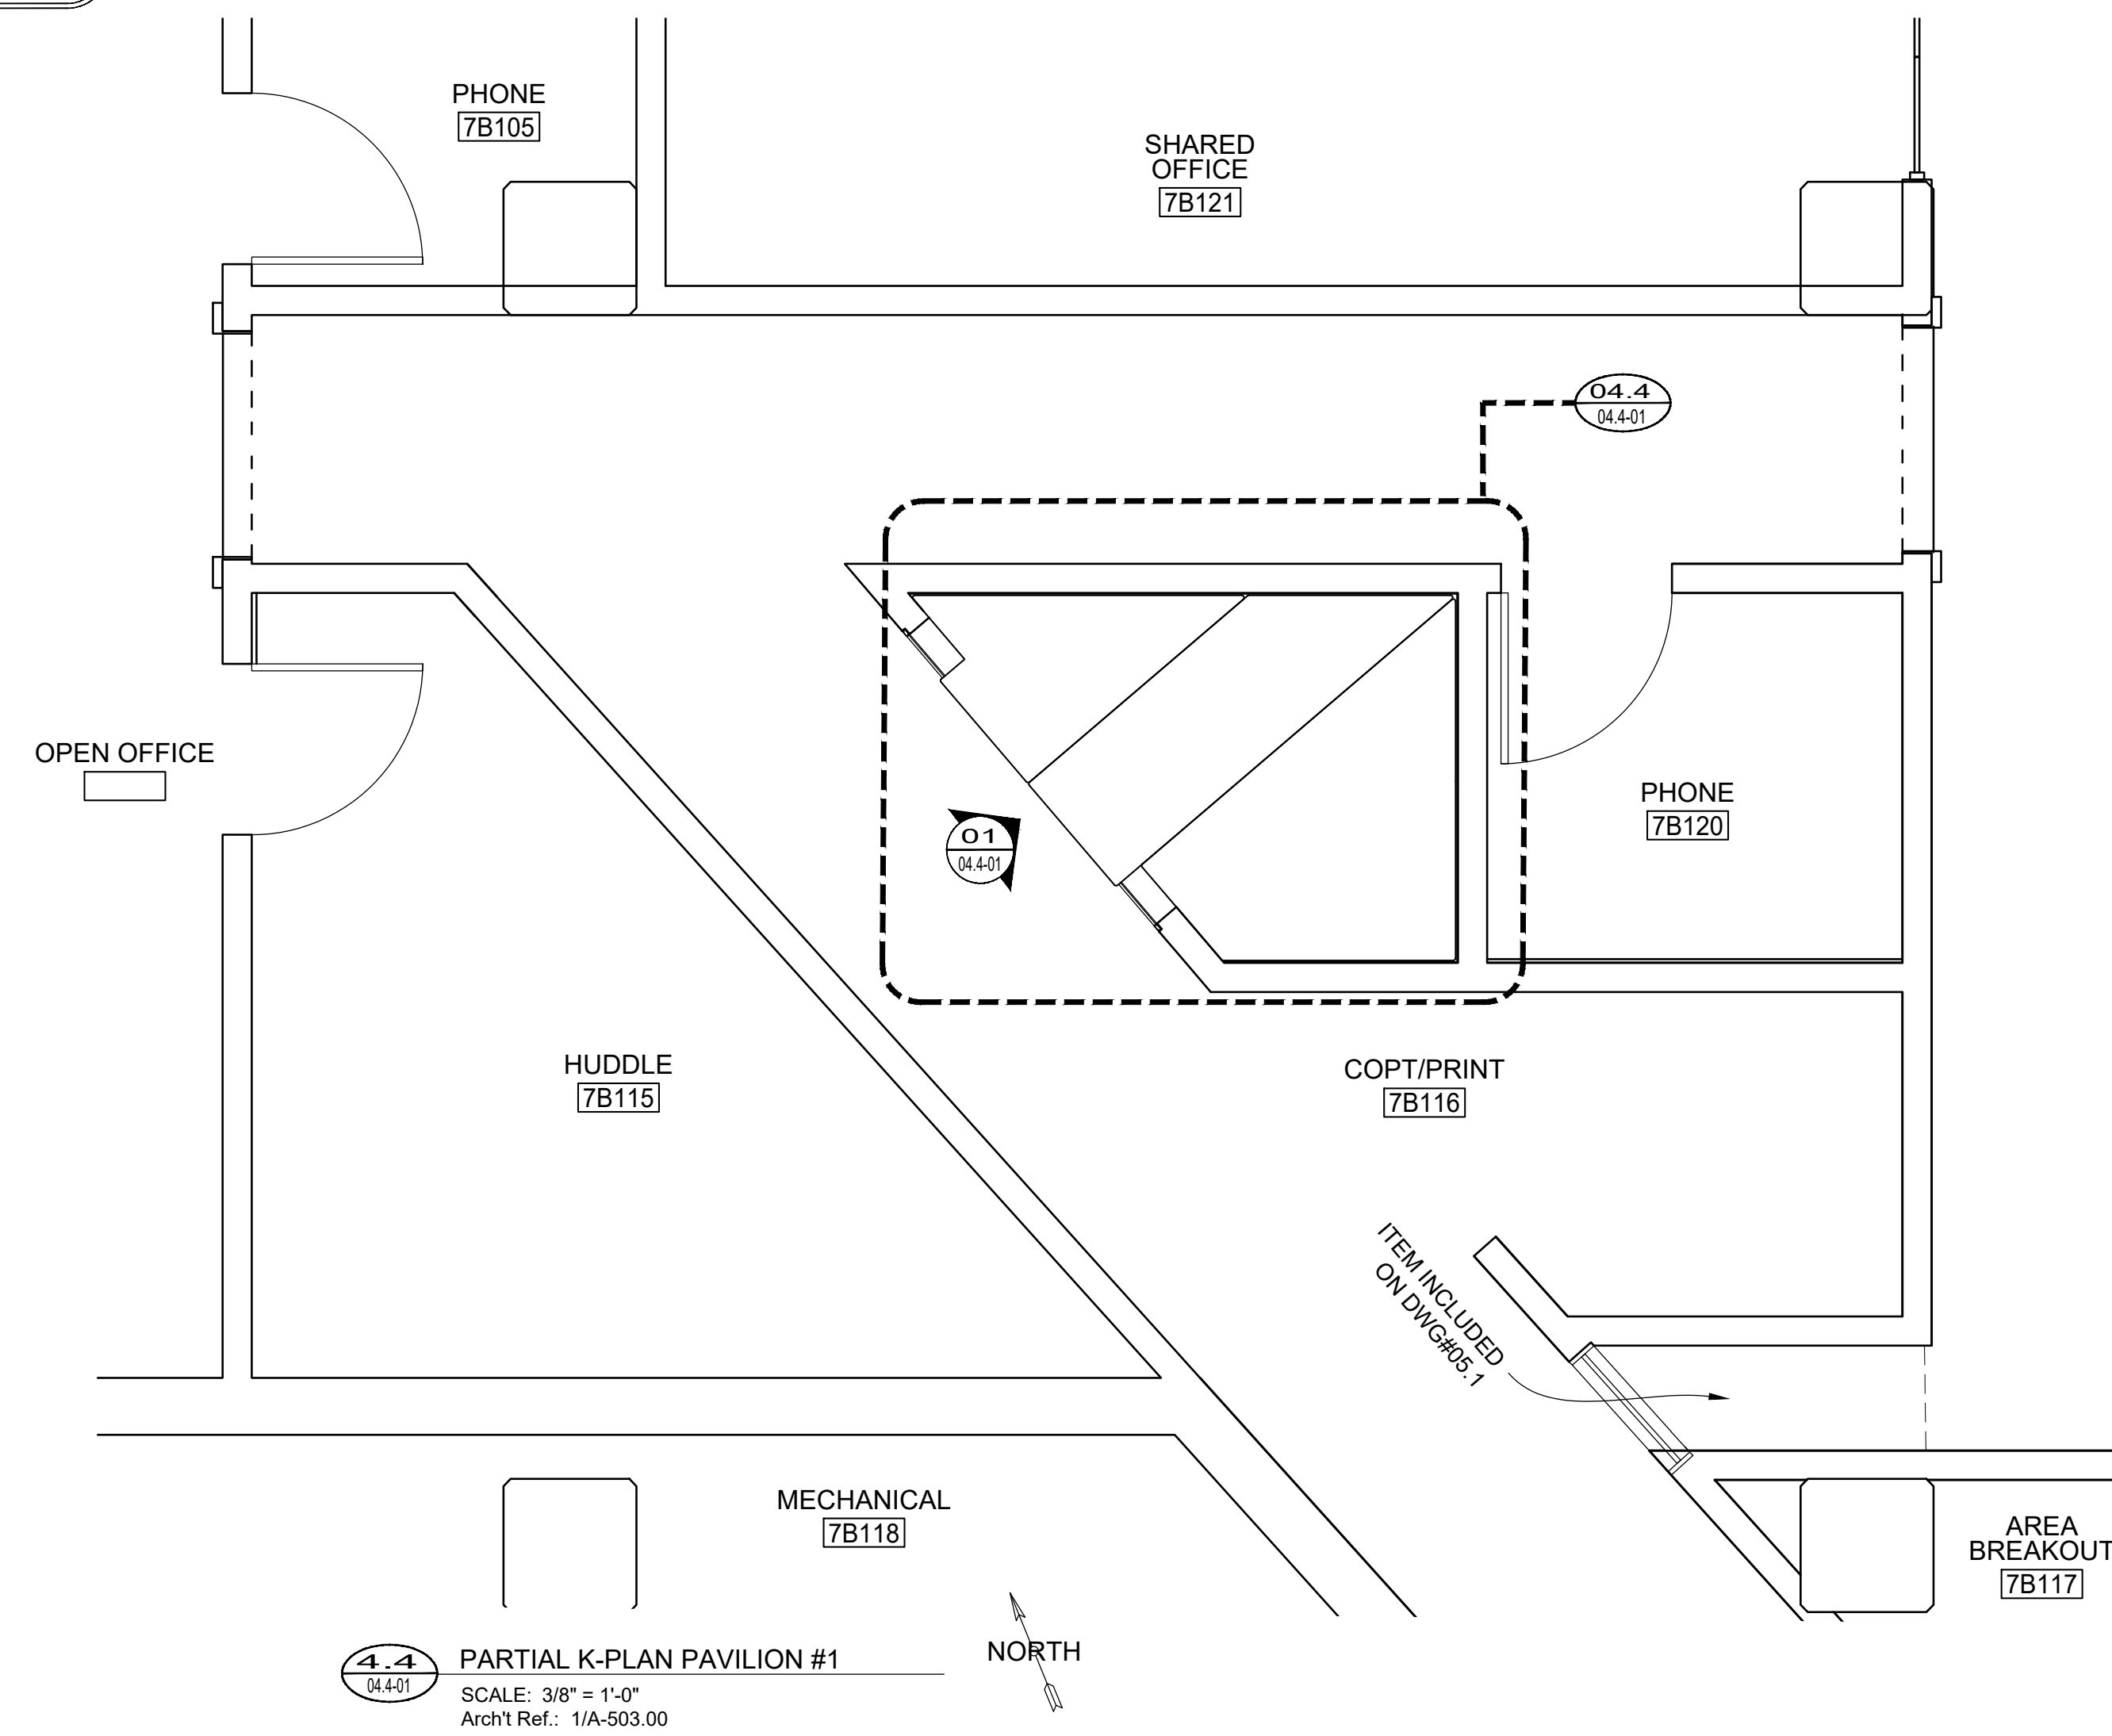 PHONE
7B105
SHARED
OFFICE
7B121
04.4
04.4-01
OPEN OFFICE
PHONE
7B120
01
04.4-01
HUDDLE
7B115
COPT/PRINT
7B116
ITEM INCLUDED
ON DWG#05.1
MECHANICAL
7B118
AREA
BREAKOUT
7B117
NORTH
4.4
04.4-01
PARTIAL K-PLAN PAVILION #1
SCALE: 3/8" = 1'-0"
Arch't Ref.: 1/A-503.00